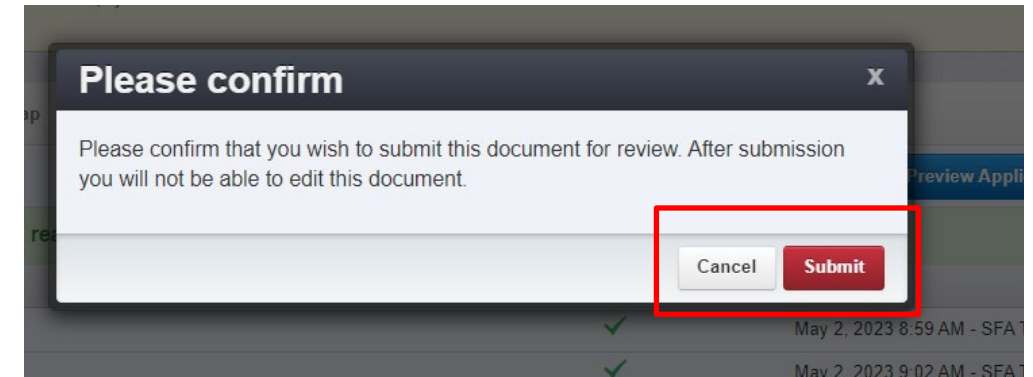 Please confirm
x
ap
Please confirm that you wish to submit this document for review. After submission
you will not be able to edit this document.
Preview Appli
rea
Cancel Submit
May 2, 2023 8:59 AM - SFA T
May 2, 2023 9:02 AM - SFA T